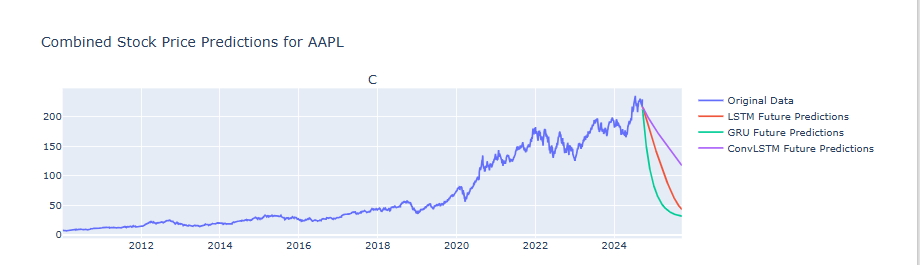 Combined Stock Price Predictions for AAPL
C
200
150
100
50
0
2012 2014 2016 2018 2020 2022 2024
Original Data
LSTM Future Predictions
GRU Future Predictions
ConvLSTM Future Predictions